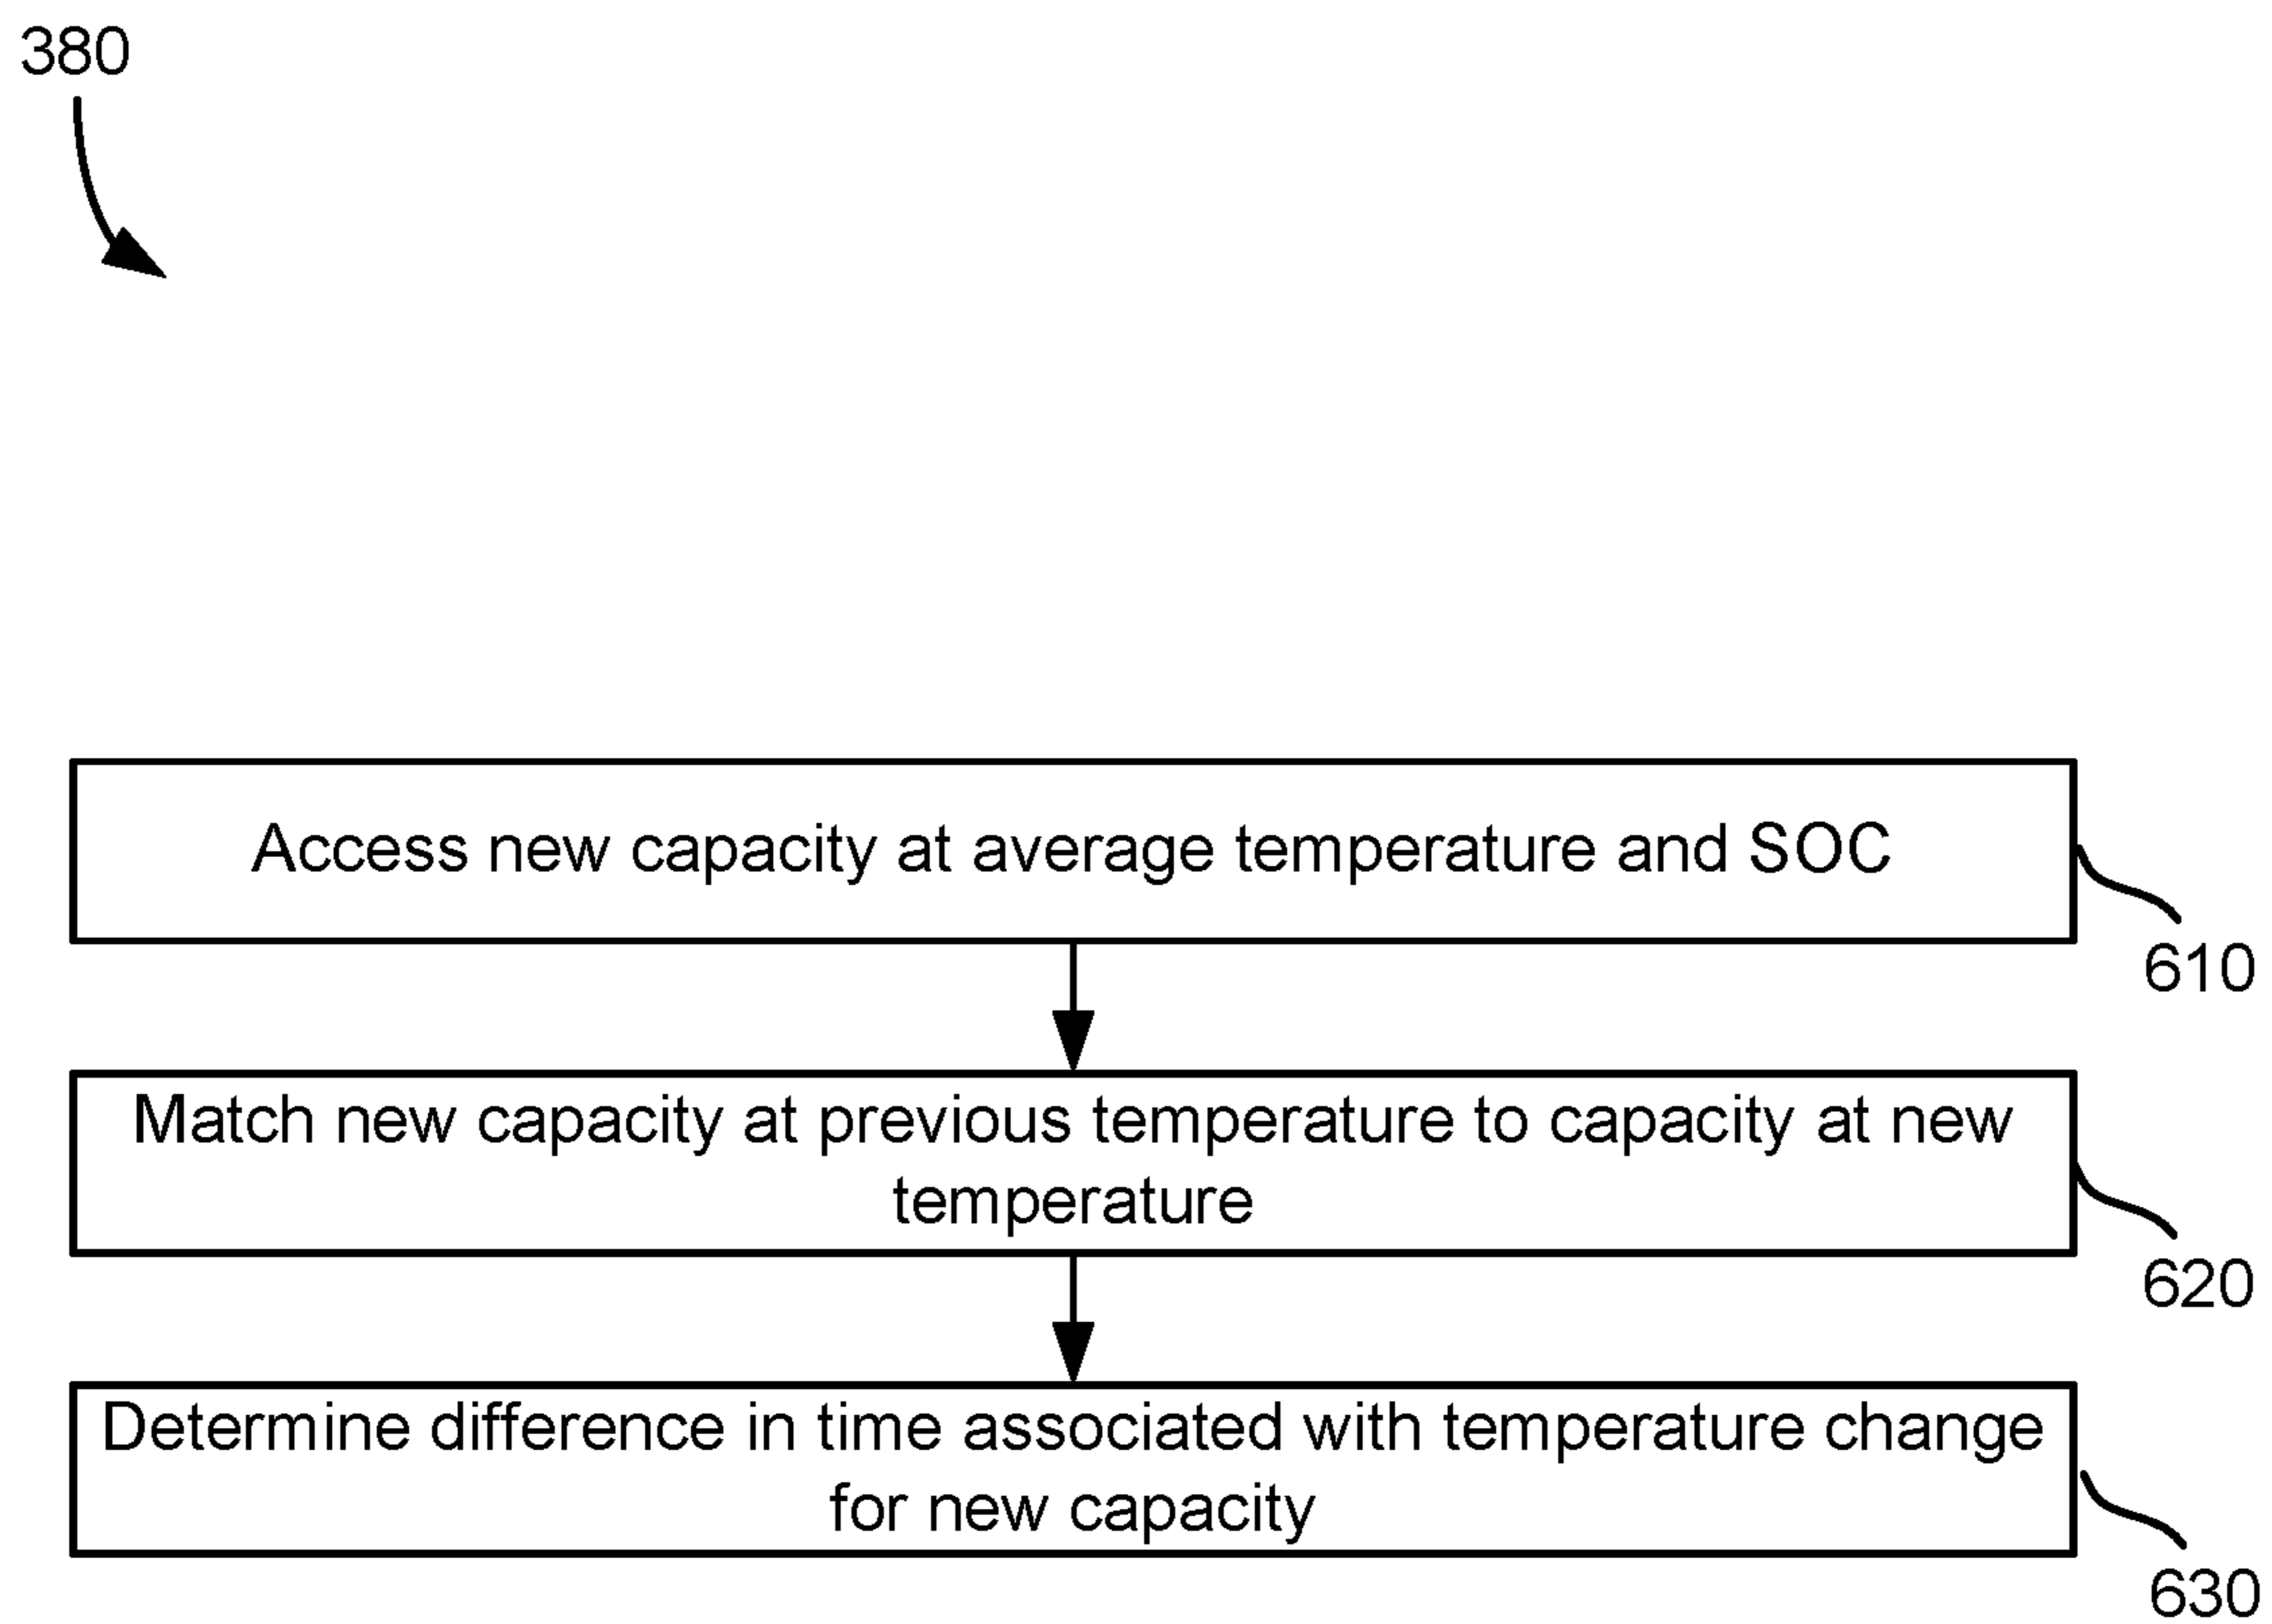 380
Access new capacity at average temperature and SOC
610
Match new capacity at previous temperature to capacity at new
temperature
620
Determine difference in time associated with temperature change
for new capacity
630